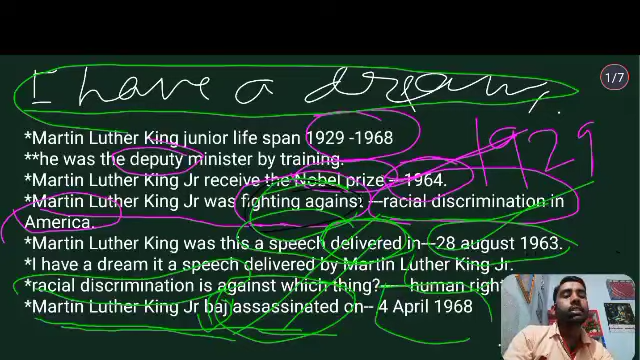 I have a dream,
1/7
*Martin Luther King junior life span 1929 -1968
1929
**he was the deputy minister by training.
*Martin Luther King Jr receive the Nobel prize -- 1964.
*Martin Luther King Jr was fighting against --racial discrimination in
America.
*Martin Luther King was this a speech delivered in--28 august 1963.
*I have a dream it a speech delivered by Martin Luther King Jr.
*racial discrimination is against which thing?-- human right
*Martin Luther King Jr baj assassinated on-- 4 April 1968